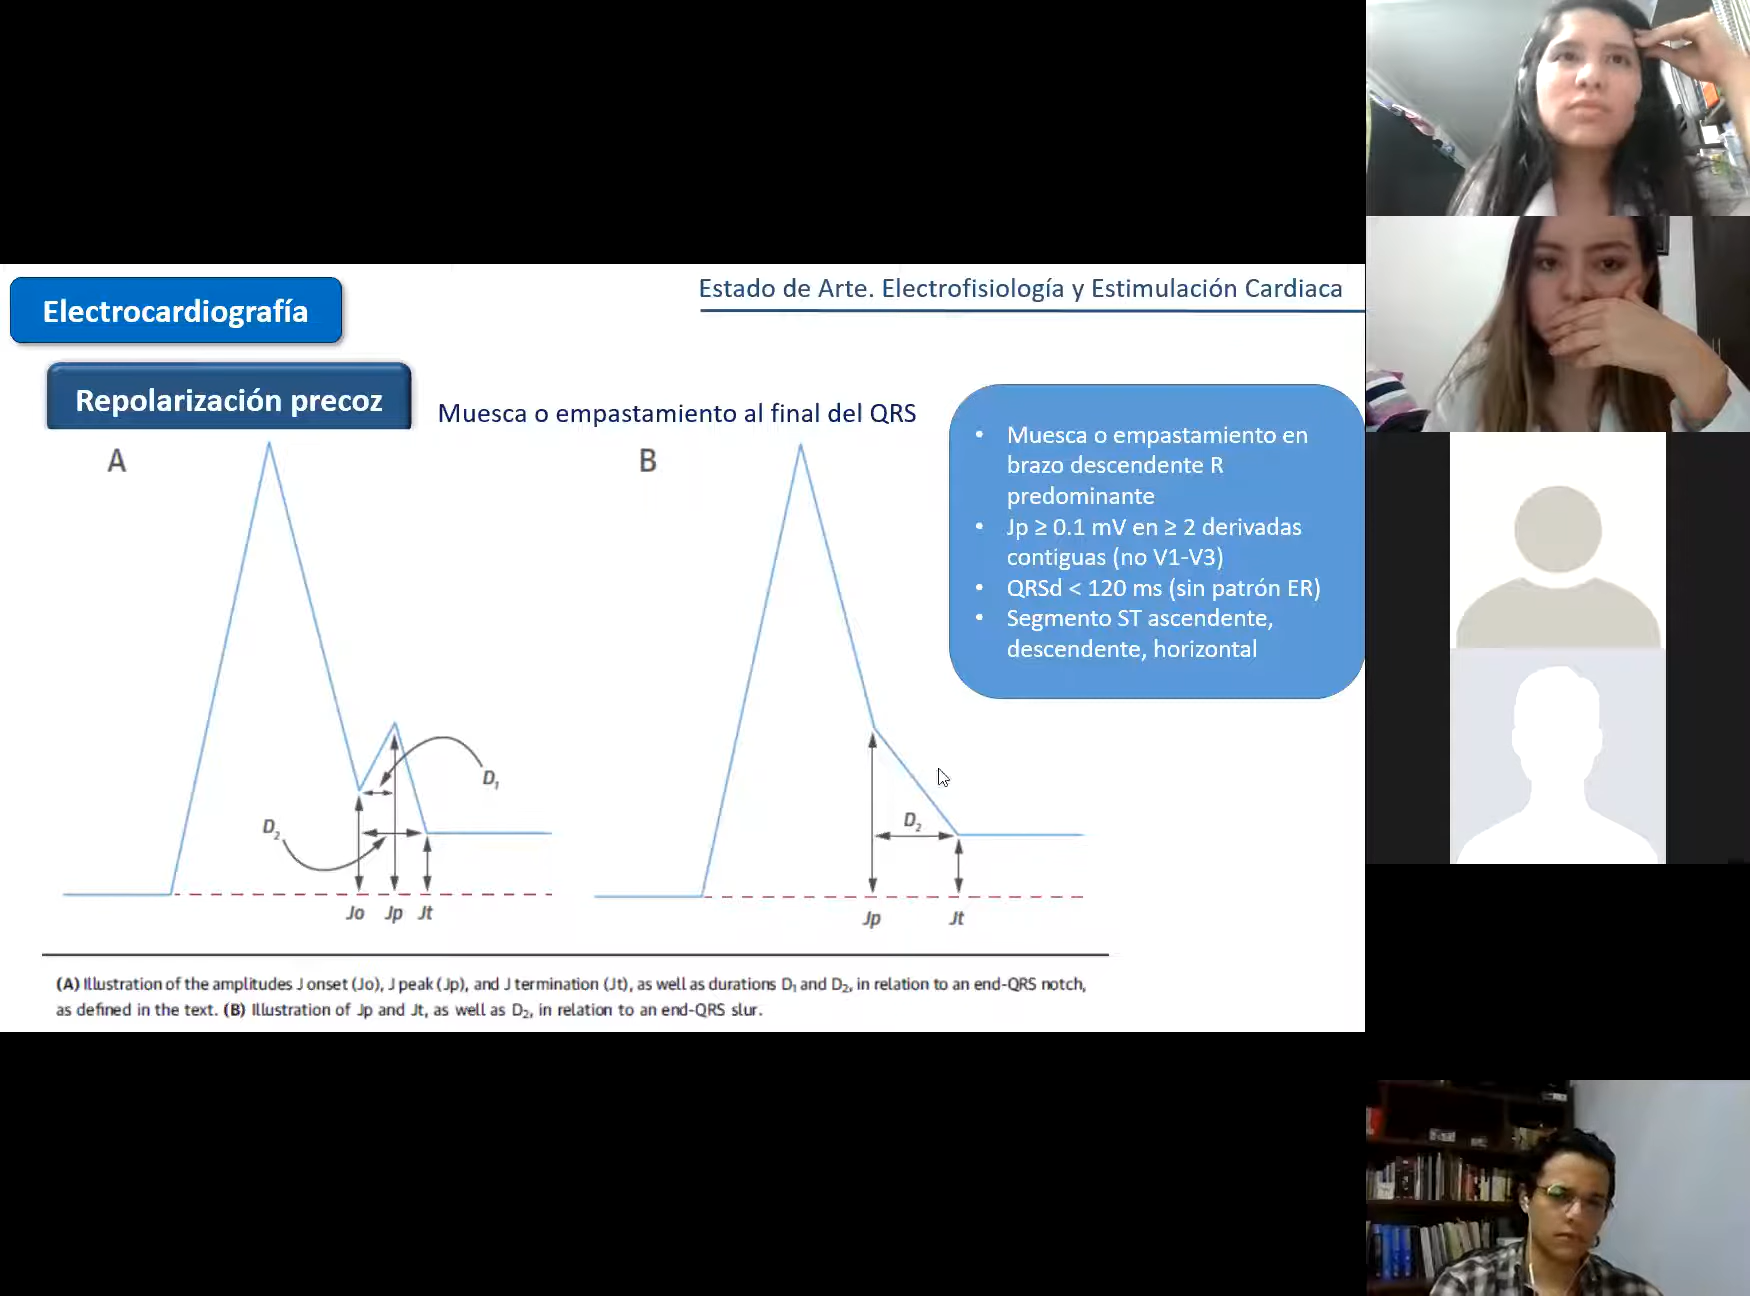 Electrocardiografía
Estado de Arte. Electrofisiología y Estimulación Cardiaca
Repolarización precoz
Muesca o empastamiento al final del QRS
A
B
• Muesca o empastamiento en
brazo descendente R
predominante
• Jp ≥ 0.1 mV en ≥ 2 derivadas
contiguas (no V1-V3)
• QRSd < 120 ms (sin patrón ER)
• Segmento ST ascendente,
descendente, horizontal
D₁
D₂
Jo Jp Jt
D₂
Jp Jt
(A) Illustration of the amplitudes J onset (Jo), J peak (Jp), and J termination (Jt), as well as durations D₁ and D₂, in relation to an end-QRS notch,
as defined in the text. (B) Illustration of Jp and Jt, as well as D₂, in relation to an end-QRS slur.